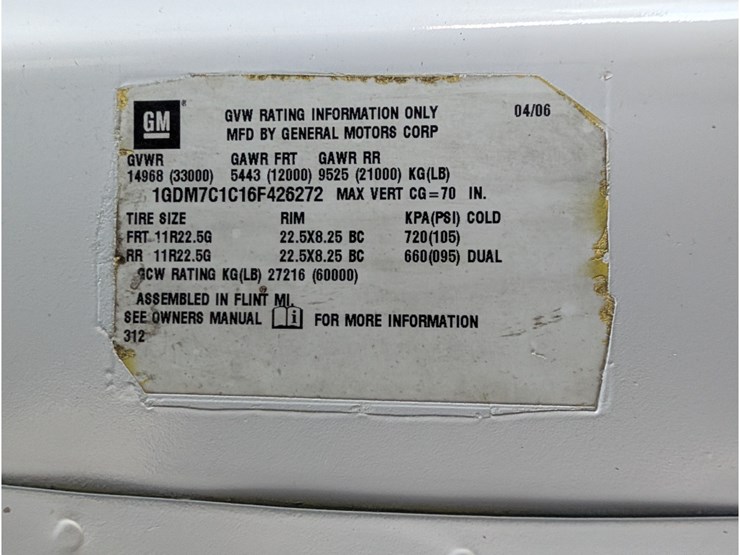 GM ® GVW RATING INFORMATION ONLY 04/06
MFD BY GENERAL MOTORS CORP
GVWR GAWR FRT GAWR RR
14968 (33000) 5443 (12000) 9525 (21000) KG(LB)
1GDM7C1C16F426272 MAX VERT CG=70 IN.
TIRE SIZE RIM KPA(PSI) COLD
FRT 11R22.5G 22.5X8.25 BC 720(105)
RR 11R22.5G 22.5X8.25 BC 660(095) DUAL
GCW RATING KG(LB) 27216 (60000)
ASSEMBLED IN FLINT MI.
SEE OWNERS MANUAL i FOR MORE INFORMATION
312